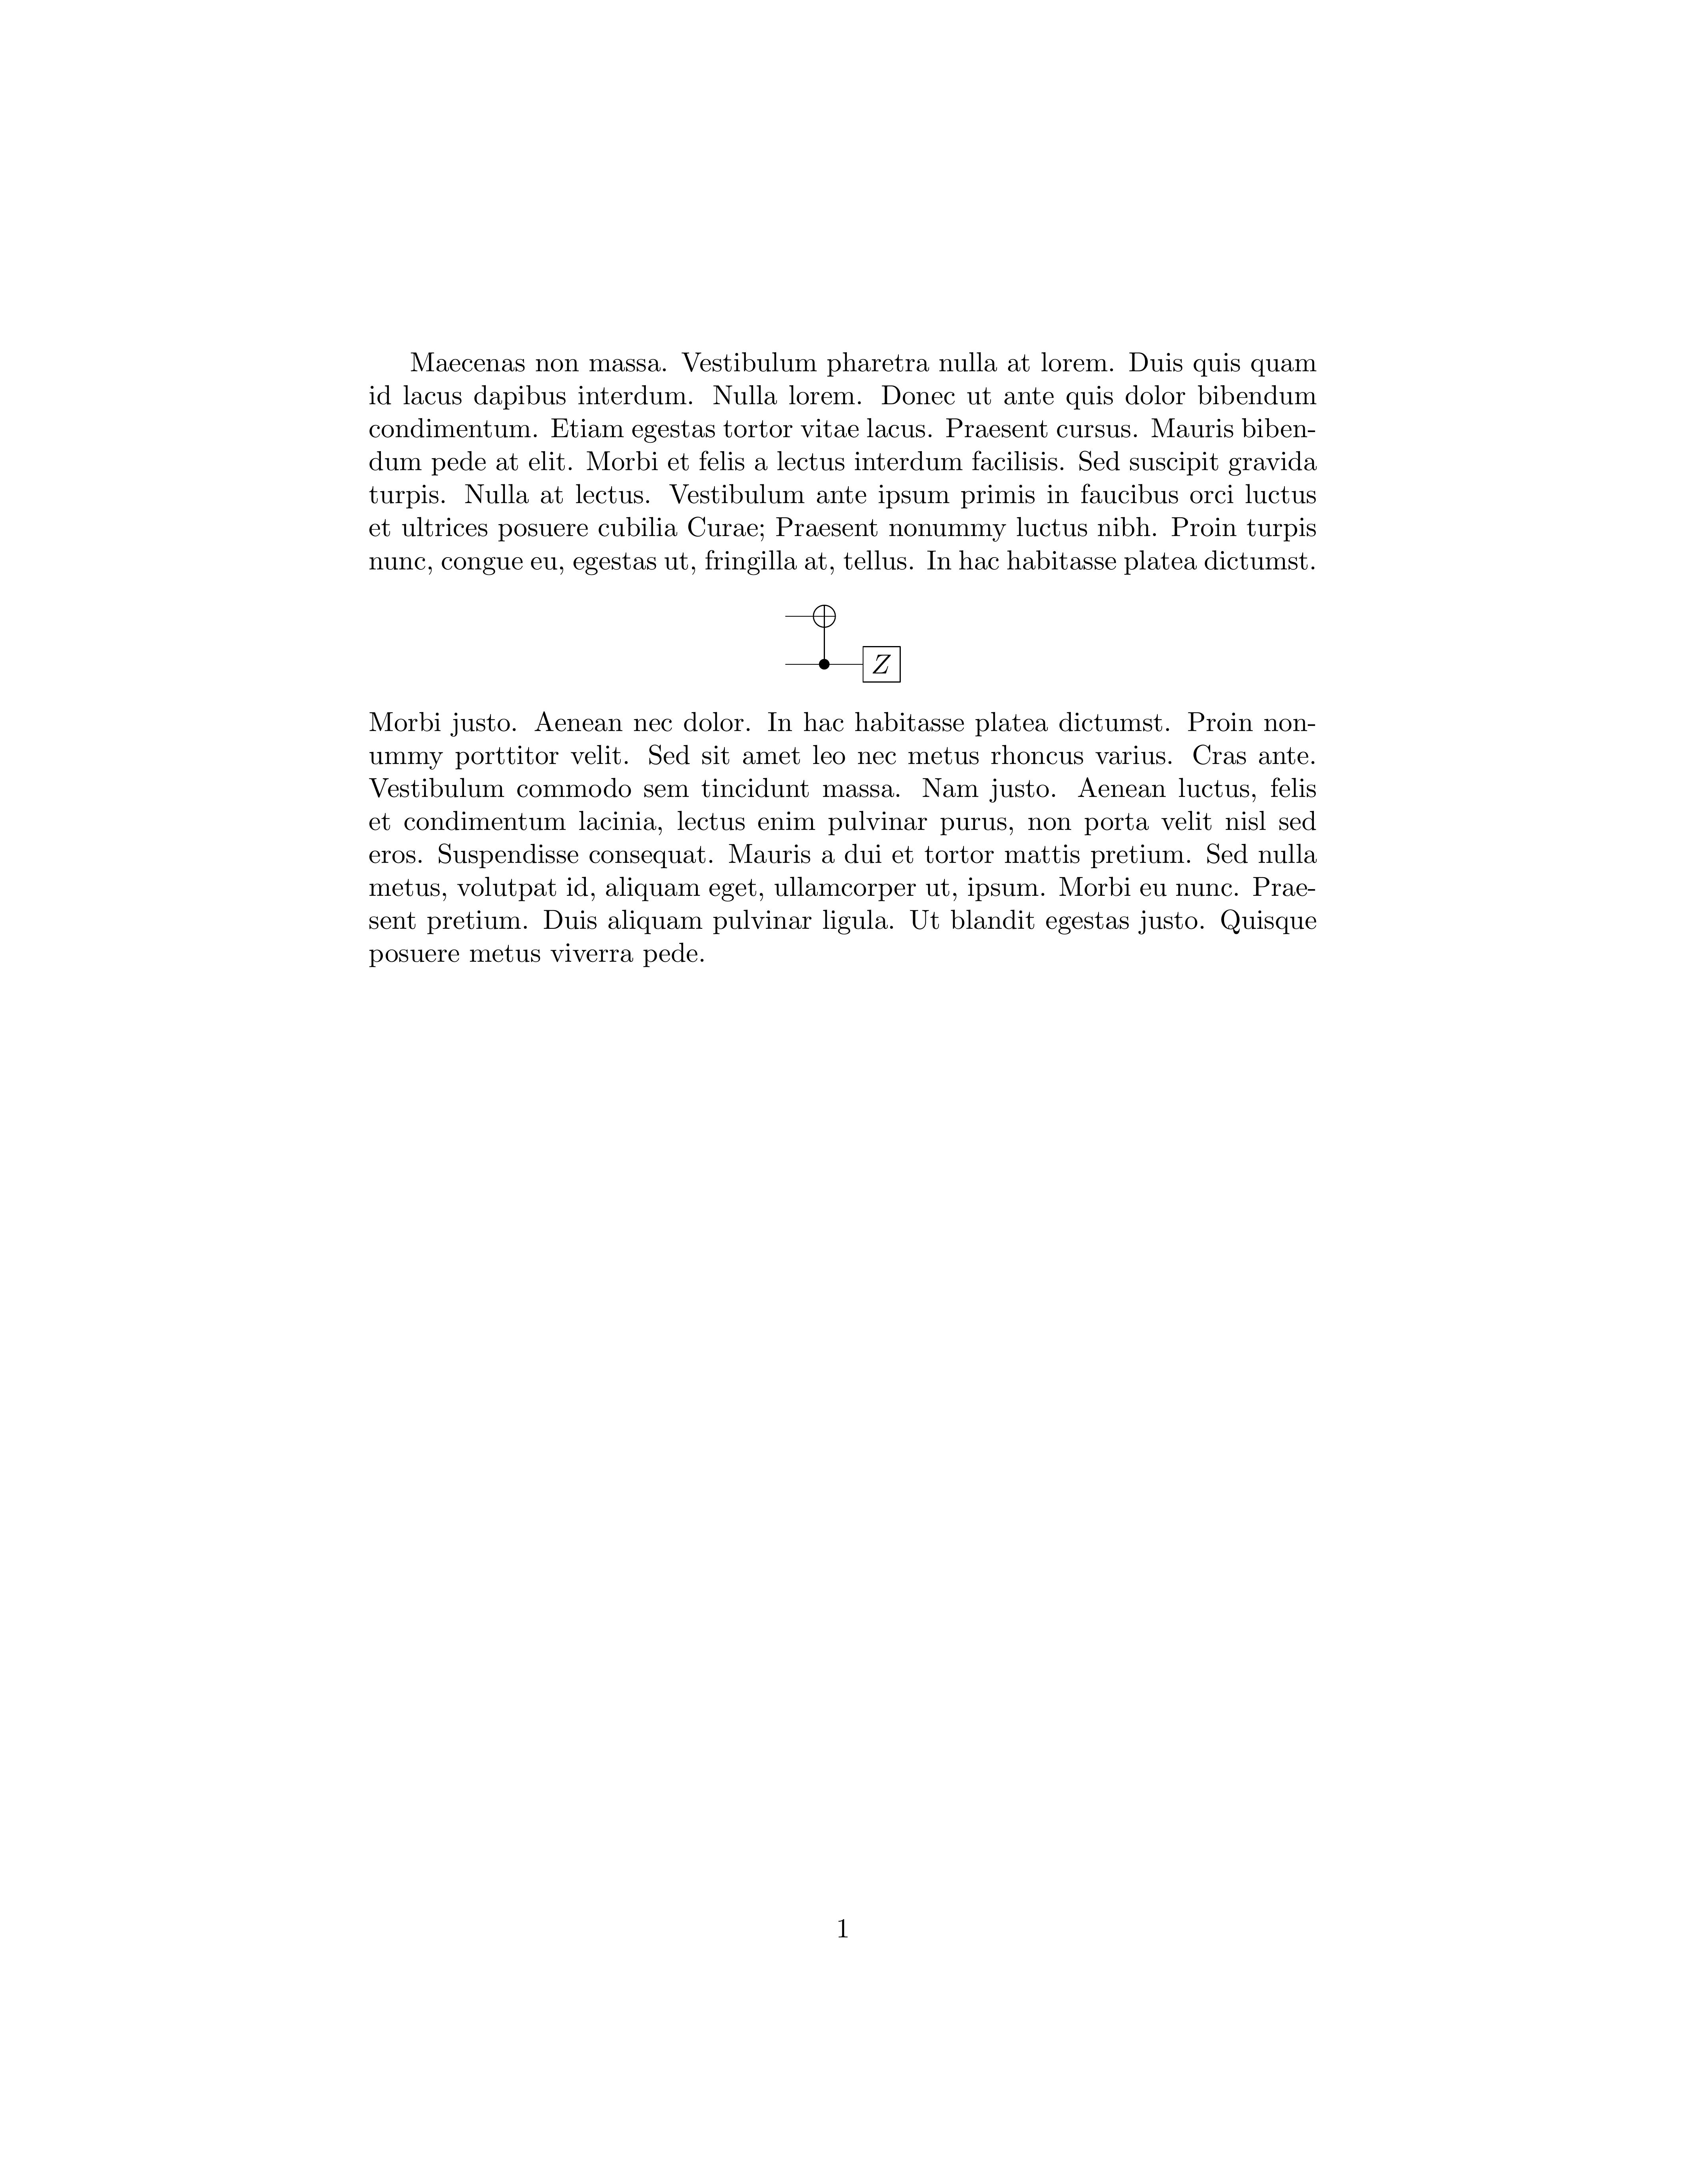 Maecenas non massa. Vestibulum pharetra nulla at lorem. Duis quis quam
id lacus dapibus interdum. Nulla lorem. Donec ut ante quis dolor bibendum
condimentum. Etiam egestas tortor vitae lacus. Praesent cursus. Mauris biben-
dum pede at elit. Morbi et felis a lectus interdum facilisis. Sed suscipit gravida
turpis. Nulla at lectus. Vestibulum ante ipsum primis in faucibus orci luctus
et ultrices posuere cubilia Curae; Praesent nonummy luctus nibh. Proin turpis
nunc, congue eu, egestas ut, fringilla at, tellus. In hac habitasse platea dictumst.
Z
Morbi justo. Aenean nec dolor. In hac habitasse platea dictumst. Proin non-
ummy porttitor velit. Sed sit amet leo nec metus rhoncus varius. Cras ante.
Vestibulum commodo sem tincidunt massa. Nam justo. Aenean luctus, felis
et condimentum lacinia, lectus enim pulvinar purus, non porta velit nisl sed
eros. Suspendisse consequat. Mauris a dui et tortor mattis pretium. Sed nulla
metus, volutpat id, aliquam eget, ullamcorper ut, ipsum. Morbi eu nunc. Prae-
sent pretium. Duis aliquam pulvinar ligula. Ut blandit egestas justo. Quisque
posuere metus viverra pede.
1